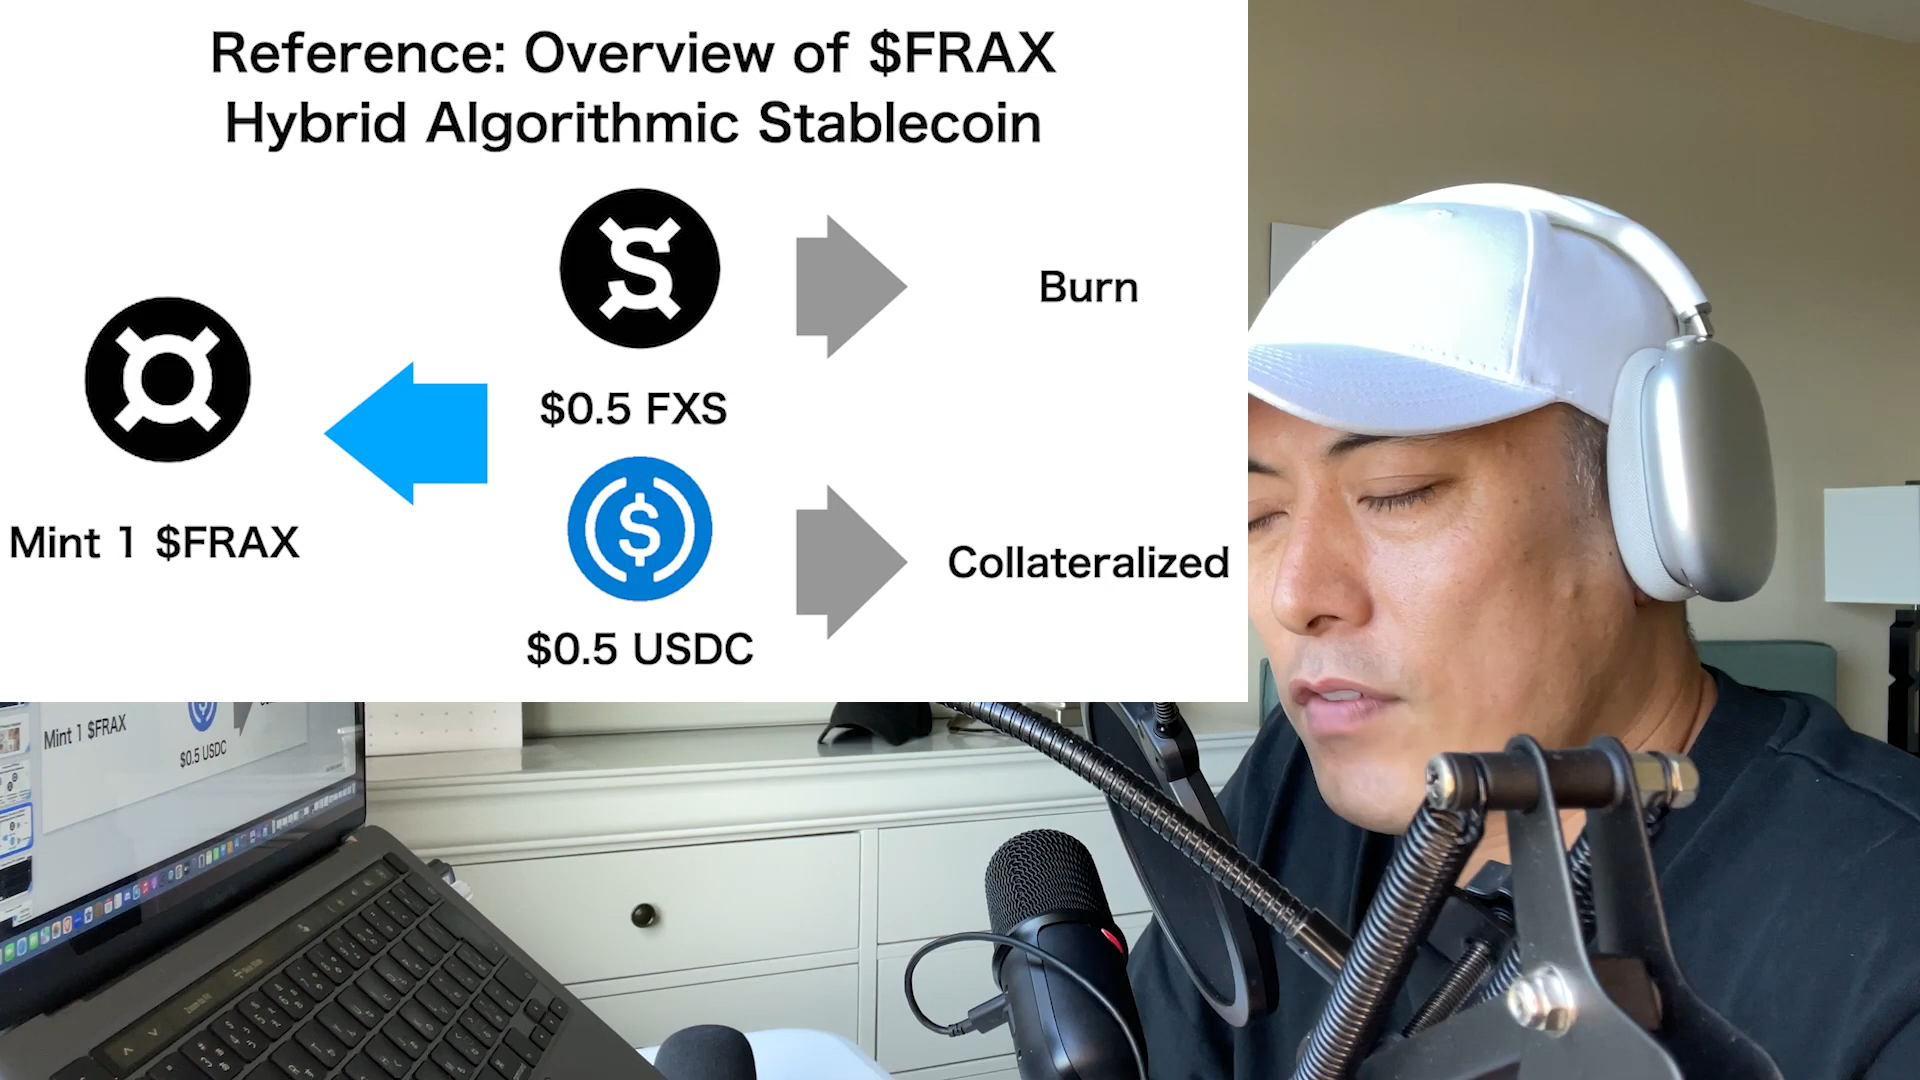 Reference: Overview of $FRAX
Hybrid Algorithmic Stablecoin
Burn
$0.5 FXS
Mint 1 $FRAX
Collateralized
$0.5 USDC
Mint 1 $FRAX
$0.5 USDC